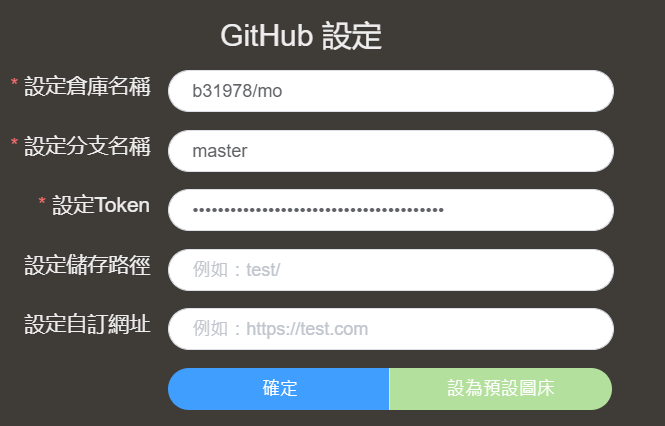 GitHub 設定
* 設定倉庫名稱 b31978/mo
* 設定分支名稱 master
* 設定Token ••••••••••••••••••••••••••••••••••••••••
設定儲存路徑 例如：test/
設定自訂網址 例如：https://test.com
確定 設為預設圖床